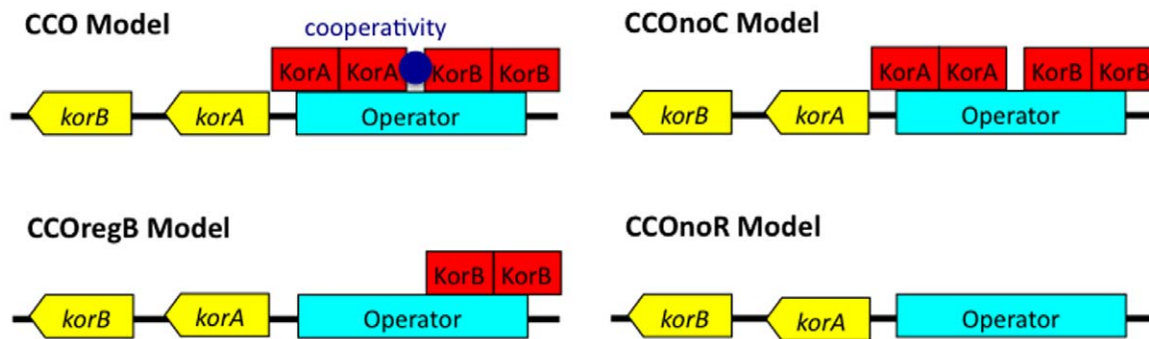 CCO Model
cooperativity
KorA KorA KorB KorB
korB korA Operator
CCOnoC Model
KorA KorA KorB KorB
korB korA Operator
CCOregB Model
KorB KorB
korB korA Operator
CCOnoR Model
korB korA Operator